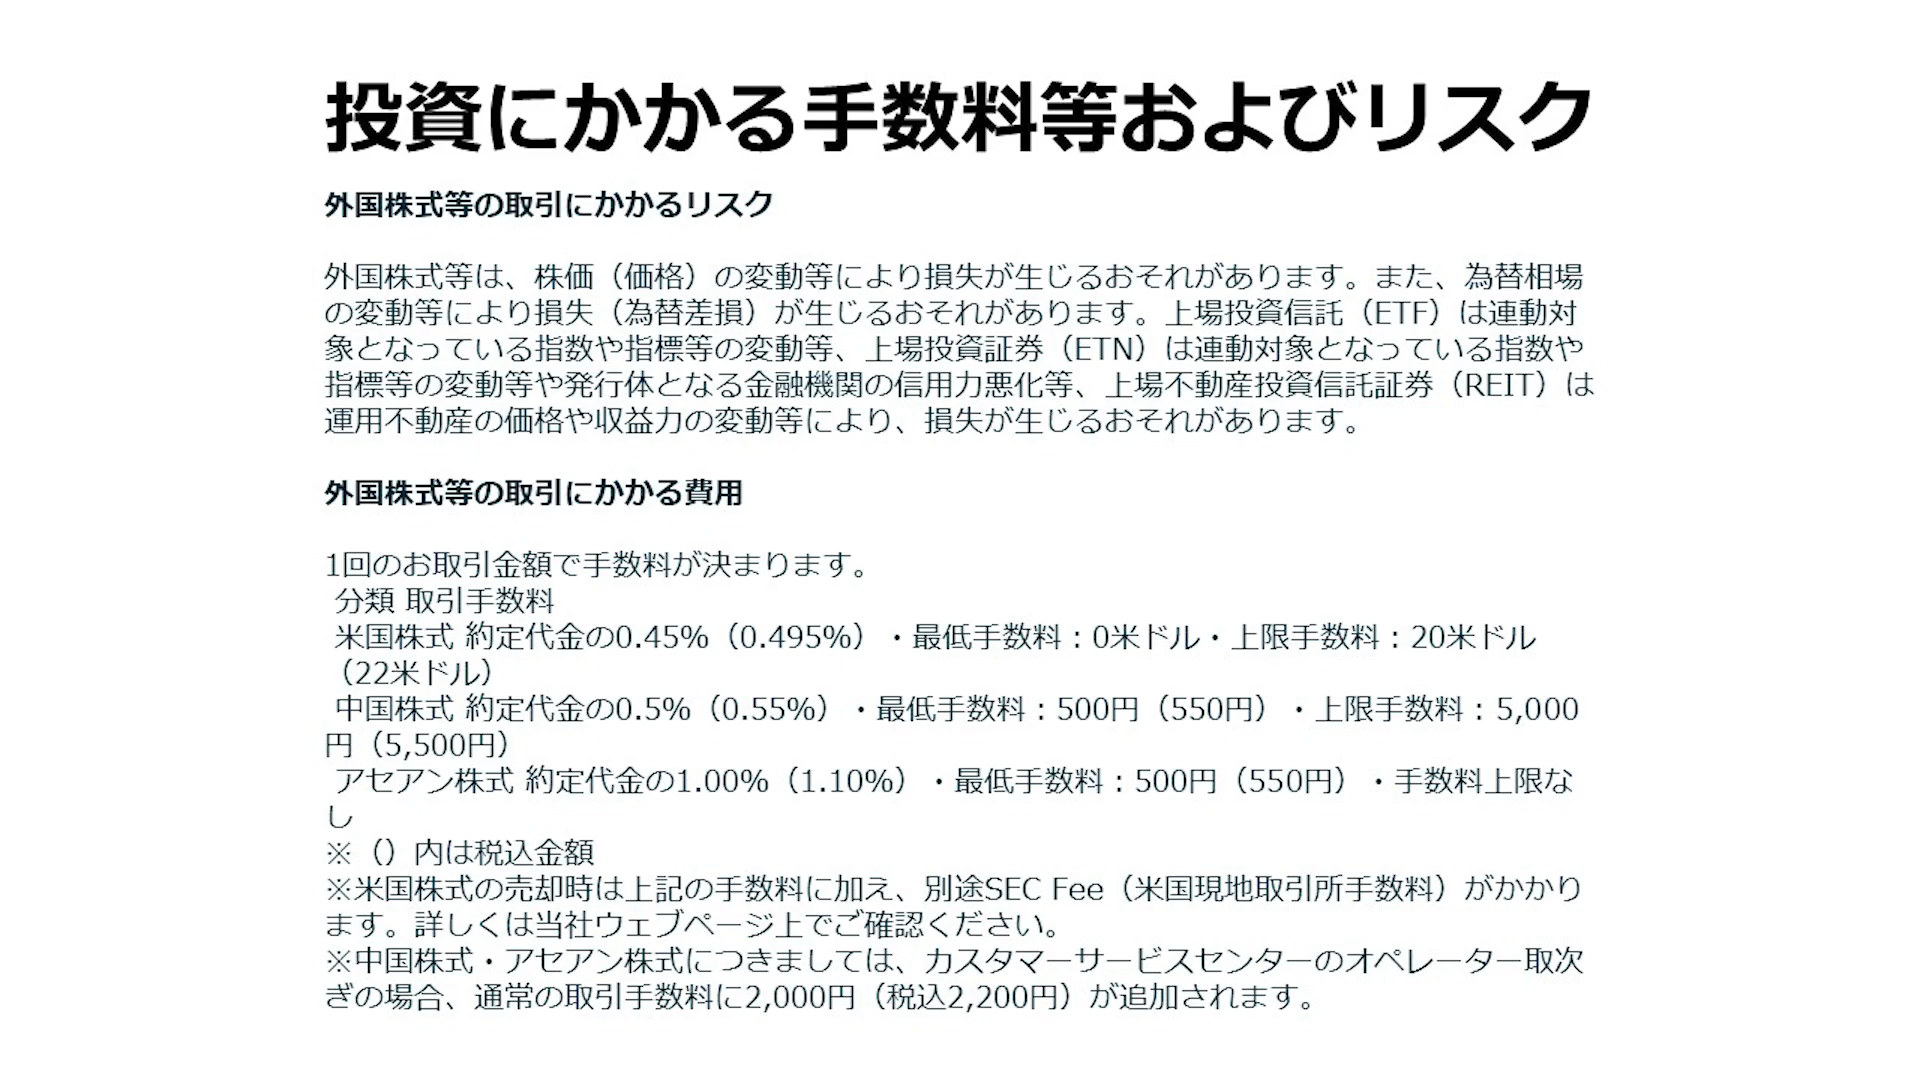 投資にかかる手数料等およびリスク
外国株式等の取引にかかるリスク
外国株式等は、株価（価格）の変動等により損失が生じるおそれがあります。また、為替相場
の変動等により損失（為替差損）が生じるおそれがあります。上場投資信託（ETF）は連動対
象となっている指数や指標等の変動等、上場投資証券（ETN）は連動対象となっている指数や
指標等の変動等や発行体となる金融機関の信用力悪化等、上場不動産投資信託証券（REIT）は
運用不動産の価格や収益力の変動等により、損失が生じるおそれがあります。
外国株式等の取引にかかる費用
1回のお取引金額で手数料が決まります。
分類 取引手数料
米国株式 約定代金の0.45%（0.495%）・最低手数料：0米ドル・上限手数料：20米ドル
（22米ドル）
中国株式 約定代金の0.5%（0.55%）・最低手数料：500円（550円）・上限手数料：5,000
円（5,500円）
アセアン株式 約定代金の1.00%（1.10%）・最低手数料：500円（550円）・手数料上限な
し
※（）内は税込金額
※米国株式の売却時は上記の手数料に加え、別途SEC Fee（米国現地取引所手数料）がかかり
ます。詳しくは当社ウェブページ上でご確認ください。
※中国株式・アセアン株式につきましては、カスタマーサービスセンターのオペレーター取次
ぎの場合、通常の取引手数料に2,000円（税込2,200円）が追加されます。